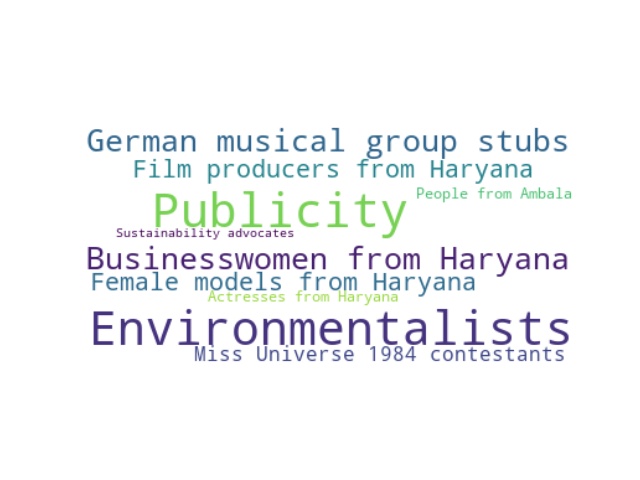 German musical group stubs
Film producers from Haryana
People from Ambala
Publicity
Sustainability advocates
Businesswomen from Haryana
Female models from Haryana
Actresses from Haryana
Environmentalists
Miss Universe 1984 contestants